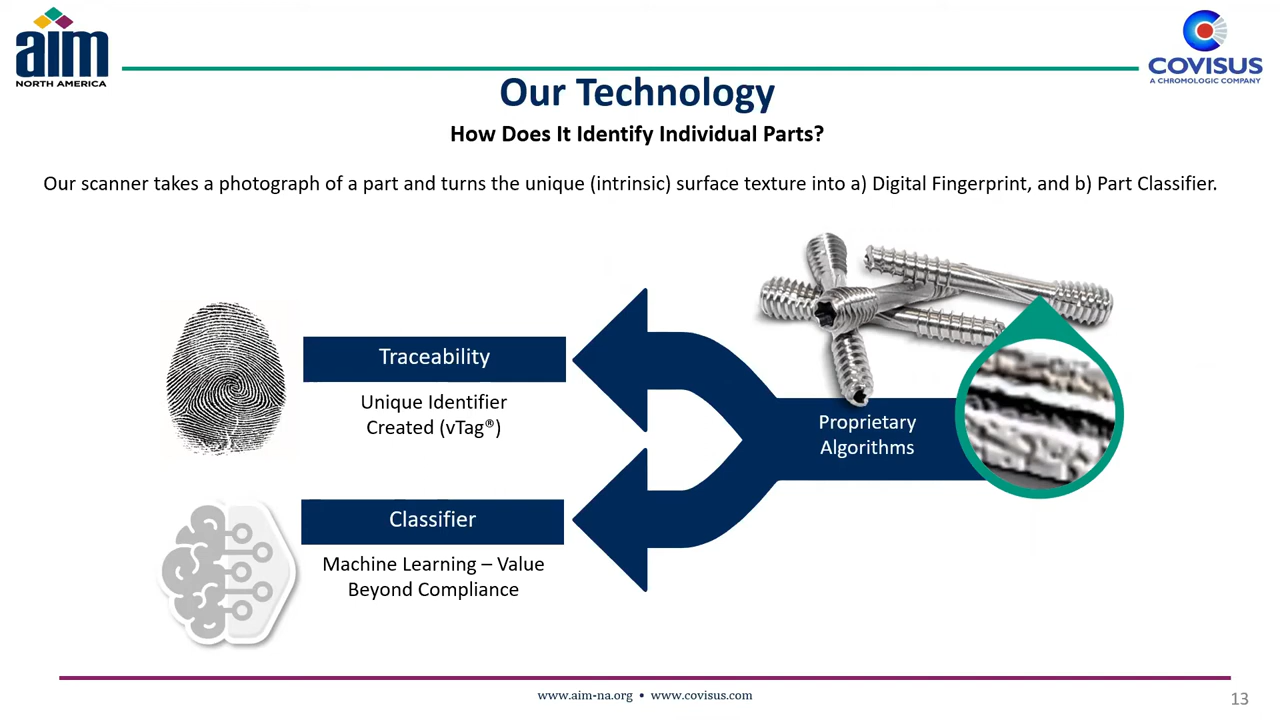 aim
NORTH AMERICA
COVISUS
A CHROMOLOGIC COMPANY
Our Technology
How Does It Identify Individual Parts?
Our scanner takes a photograph of a part and turns the unique (intrinsic) surface texture into a) Digital Fingerprint, and b) Part Classifier.
Traceability
Unique Identifier
Created (vTag®)
Proprietary
Algorithms
Classifier
Machine Learning – Value
Beyond Compliance
www.aim-na.org • www.covisus.com
13